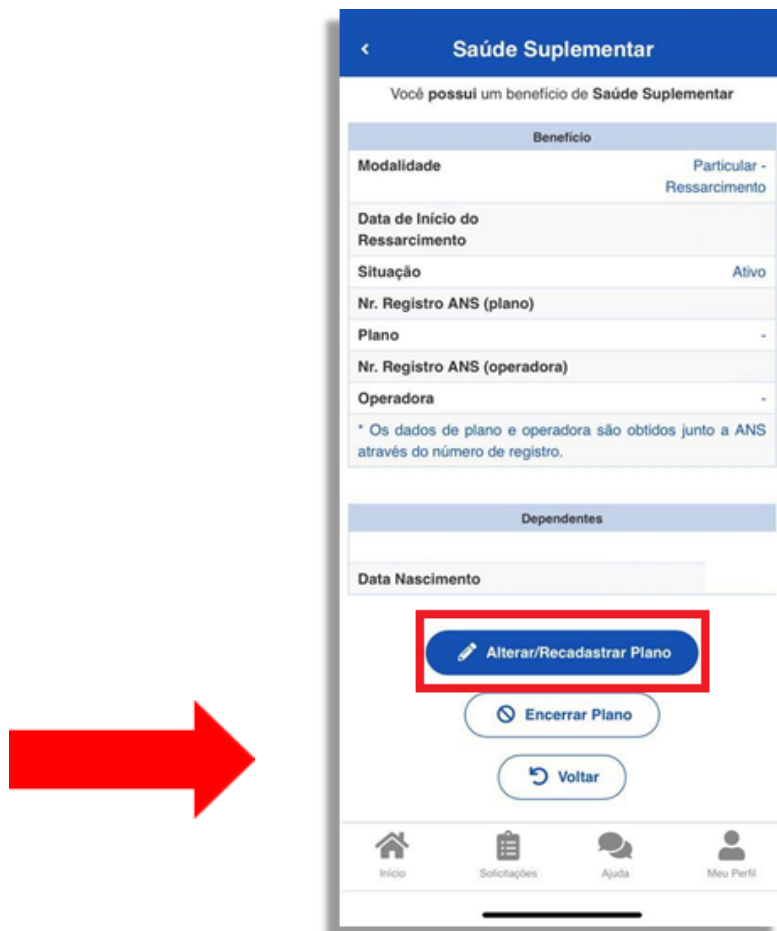 Saúde Suplementar
Você possui um benefício de Saúde Suplementar
Benefício
Modalidade Particular -
Ressarcimento
Data de Início do
Ressarcimento
Situação Ativo
Nr. Registro ANS (plano)
Plano -
Nr. Registro ANS (operadora)
Operadora -
* Os dados de plano e operadora são obtidos junto a ANS
através do número de registro.
Dependentes
Data Nascimento
Alterar/Recadastrar Plano
Encerrar Plano
Voltar
Início Solicitações Ajuda Meu Perfil